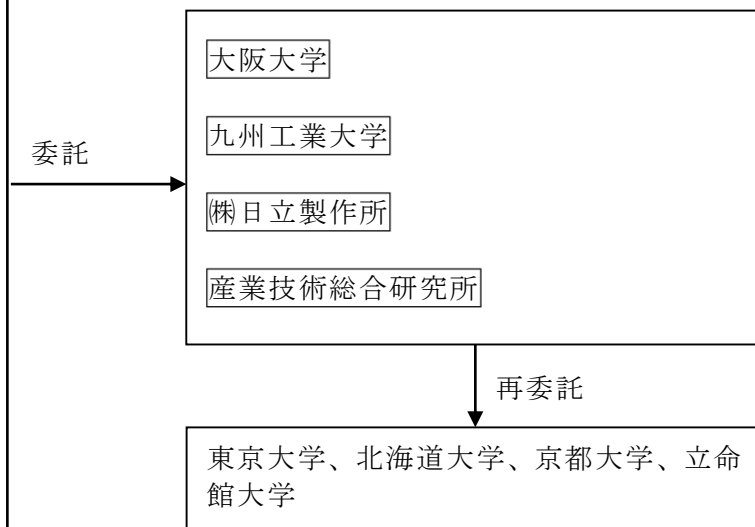 大阪大学
九州工業大学
委託
㈱日立製作所
産業技術総合研究所
再委託
東京大学、北海道大学、京都大学、立命
館大学